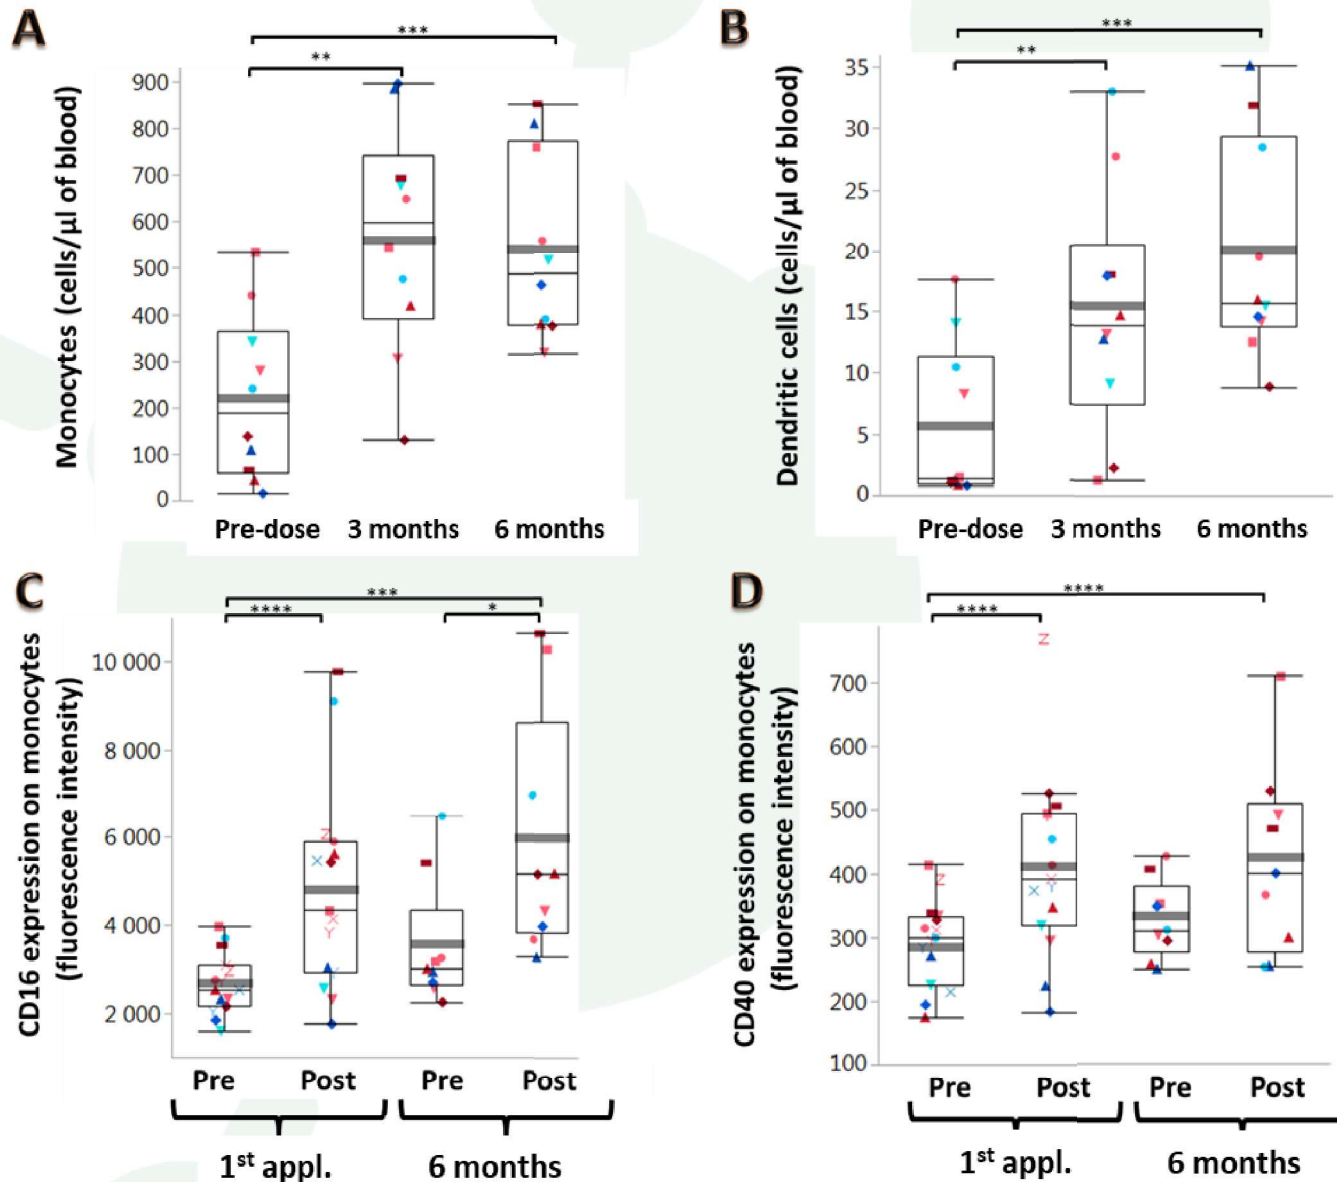 A
***
**
Monocytes (cells/µl of blood)
900
800
700
600
500
400
300
200
100
0
Pre-dose 3 months 6 months
B
***
**
Dendritic cells (cells/µl of blood)
35
30
25
20
15
10
5
0
Pre-dose 3 months 6 months
C
***
**** *
CD16 expression on monocytes
(fluorescence intensity)
10 000
8 000
6 000
4 000
2 000
Pre Post Pre Post
1st appl. 6 months
D
****
****
CD40 expression on monocytes
(fluorescence intensity)
700
600
500
400
300
200
100
Pre Post Pre Post
1st appl. 6 months